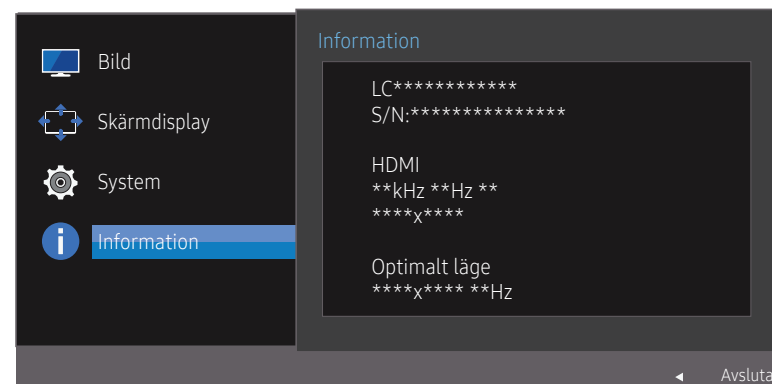 Bild
Skärmdisplay
System
Information
Information
LC************
S/N:***************
HDMI
**kHz **Hz **
****x****
Optimalt läge
****x**** **Hz
Avsluta